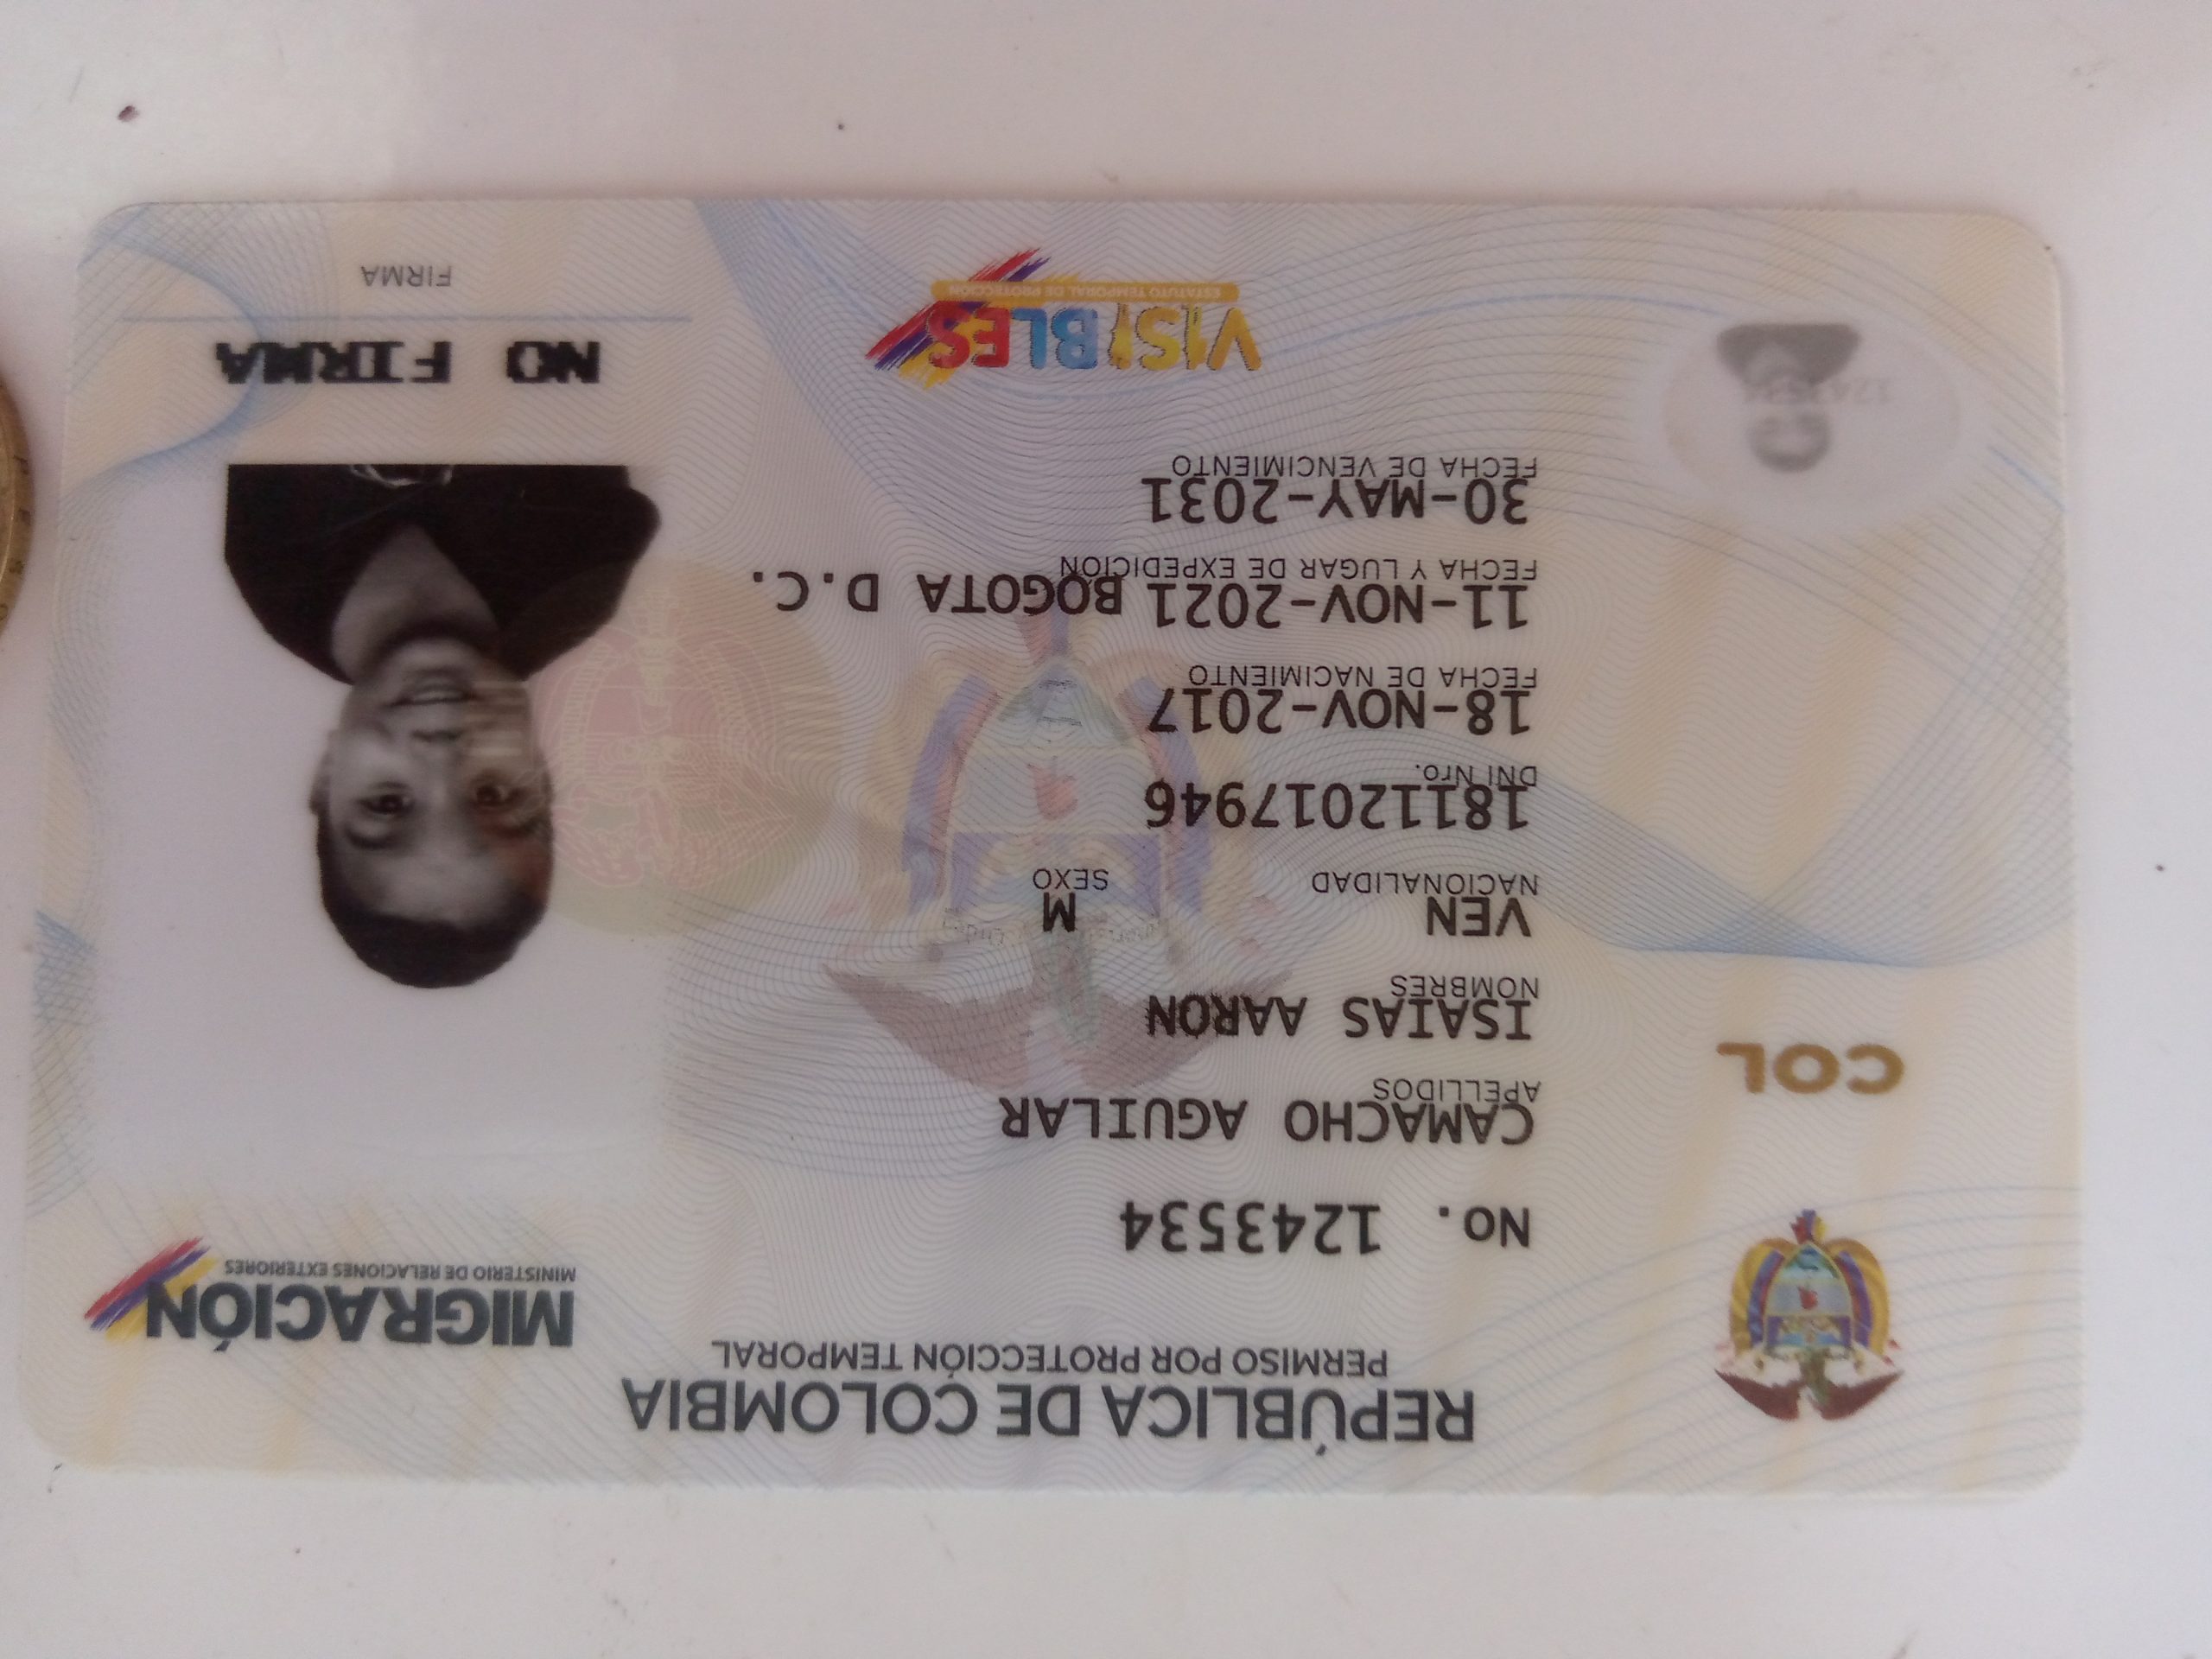 REPÚBLICA DE COLOMBIA
PERMISO POR PROTECCIÓN TEMPORAL
MIGRACIÓN
MINISTERIO DE RELACIONES EXTERIORES
No. 1243534
COL
CAMACHO AGUILAR
APELLIDOS
ISAIAS AARON
NOMBRES
VEN M
NACIONALIDAD SEXO
18112017946
DNI Nro.
18-NOV-2017
FECHA DE NACIMIENTO
11-NOV-2021 BOGOTA D.C.
FECHA Y LUGAR DE EXPEDICIÓN
30-MAY-2031
FECHA DE VENCIMIENTO
VISIBLES
ESTATUTO TEMPORAL DE PROTECCIÓN
NO FIRMA
FIRMA